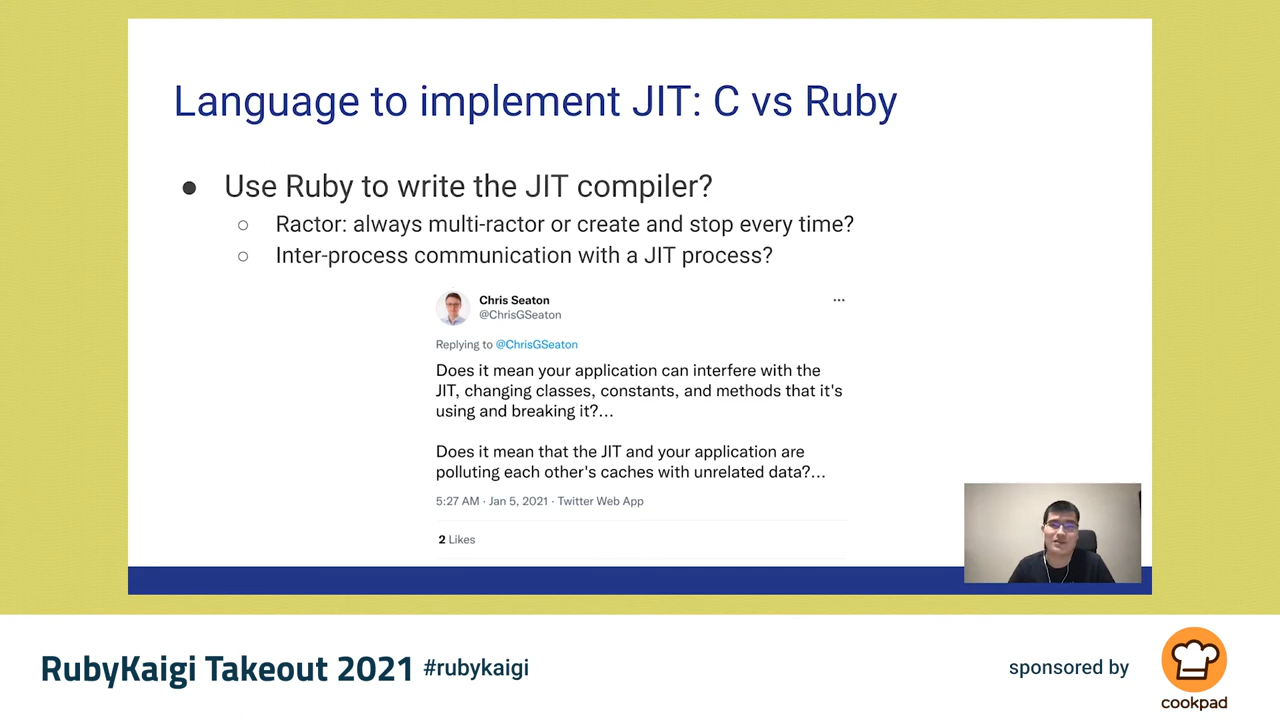 Language to implement JIT: C vs Ruby
● Use Ruby to write the JIT compiler?
○ Ractor: always multi-ractor or create and stop every time?
○ Inter-process communication with a JIT process?
Chris Seaton
@ChrisGSeaton
Replying to @ChrisGSeaton
Does it mean your application can interfere with the
JIT, changing classes, constants, and methods that it's
using and breaking it?…
Does it mean that the JIT and your application are
polluting each other's caches with unrelated data?…
5:27 AM · Jan 5, 2021 · Twitter Web App
2 Likes
RubyKaigi Takeout 2021 #rubykaigi
sponsored by
cookpad